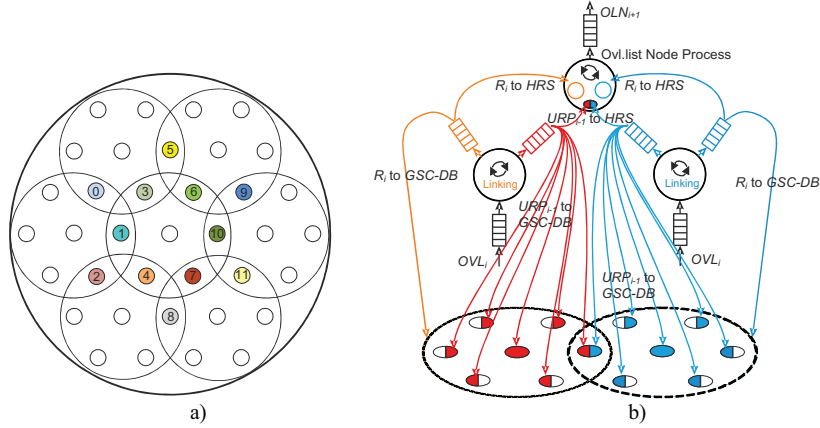 5
0
3
6
9
1
10
2
4
7
11
8
a)
OLNi+1
Ovl.list Node Process
Ri to HRS
Ri to HRS
URPi-1 to HRS
Linking
Linking
Ri to GSC-DB
Ri to GSC-DB
URPi-1 to
GSC-DB
OVLi
OVLi
URPi-1 to
GSC-DB
b)